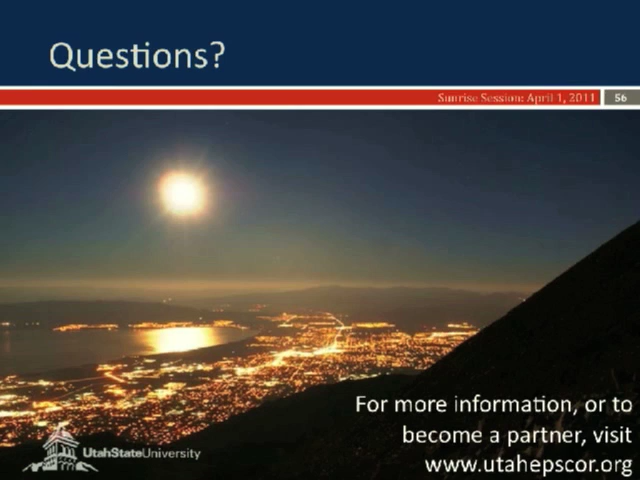 Questions?
Sunrise Session: April 1, 2011 56
For more information, or to
become a partner, visit
www.utahepscor.org
UtahStateUniversity